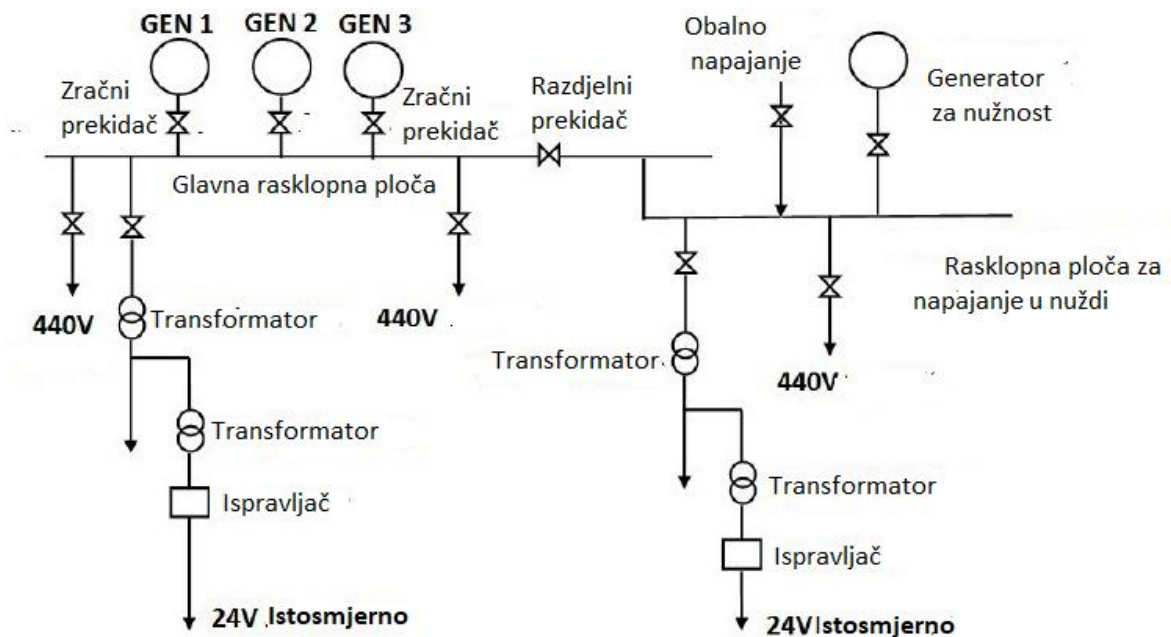 GEN 1
GEN 2
GEN 3
Zračni
prekidač
Zračni
prekidač
Razdjelni
prekidač
Obalno
napajanje
Generator
za nužnost
Glavna rasklopna ploča
Rasklopna ploča za
napajanje u nuždi
440V
Transformator
440V
Transformator
440V
Transformator
Transformator
Ispravljač
Ispravljač
24V Istosmjerno
24V Istosmjerno